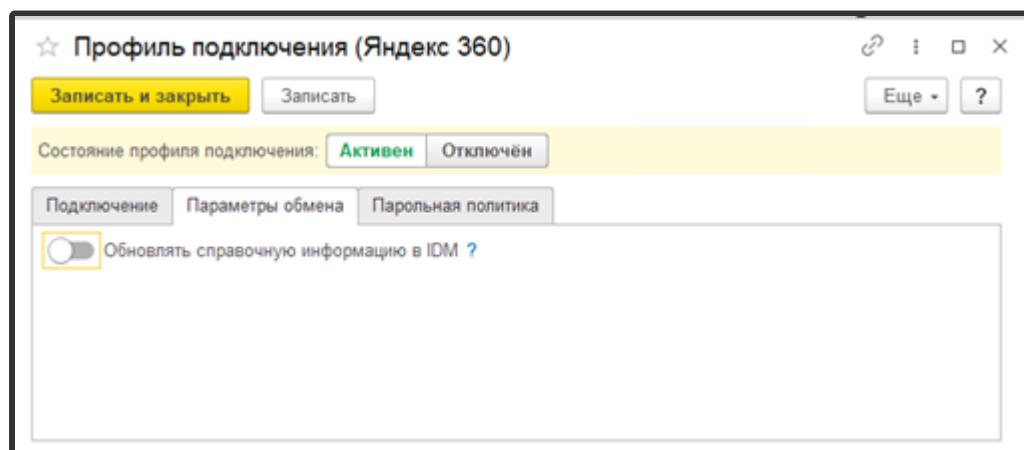 Профиль подключения (Яндекс 360)
Записать и закрыть Записать Еще ?
Состояние профиля подключения: Активен Отключён
Подключение Параметры обмена Парольная политика
Обновлять справочную информацию в IDM ?